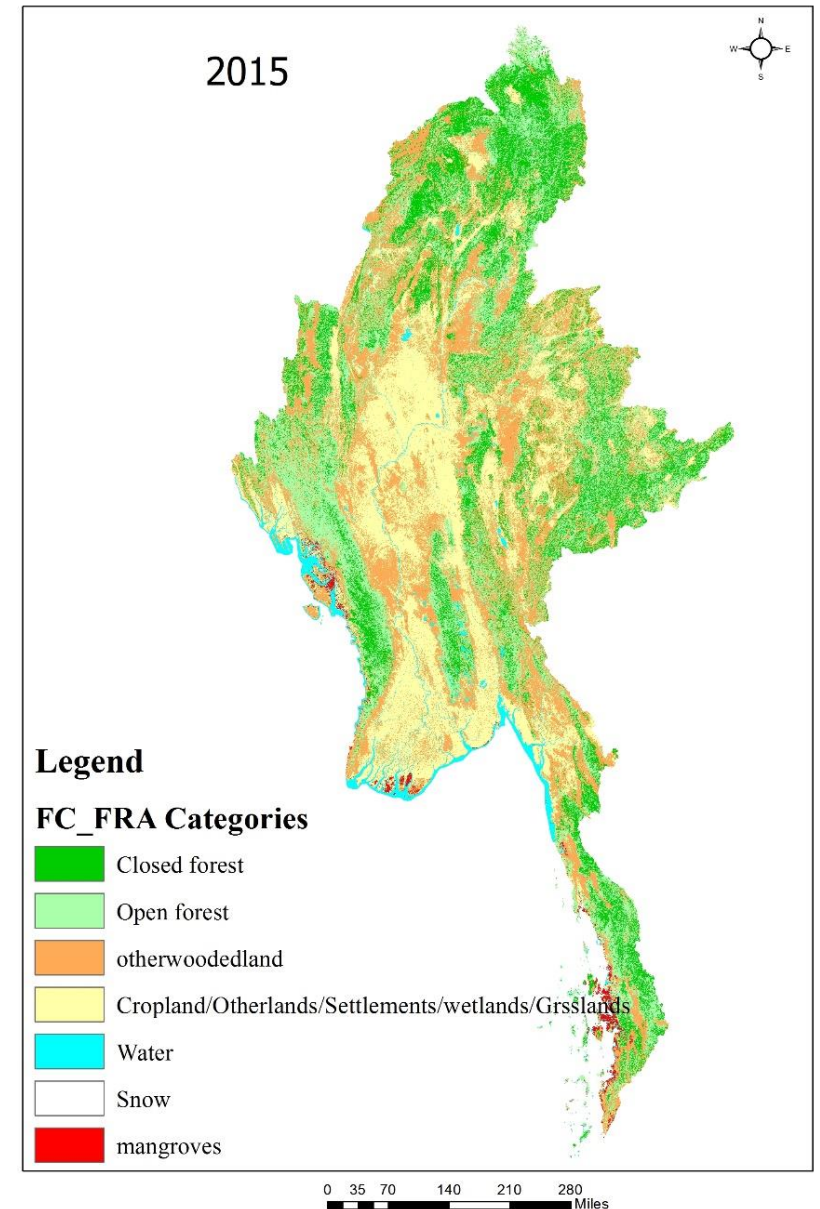 2015
N
W E
S
Legend
FC_FRA Categories
Closed forest
Open forest
otherwoodedland
Cropland/Otherlands/Settlements/wetlands/Grsslands
Water
Snow
mangroves
0 35 70 140 210 280
Miles